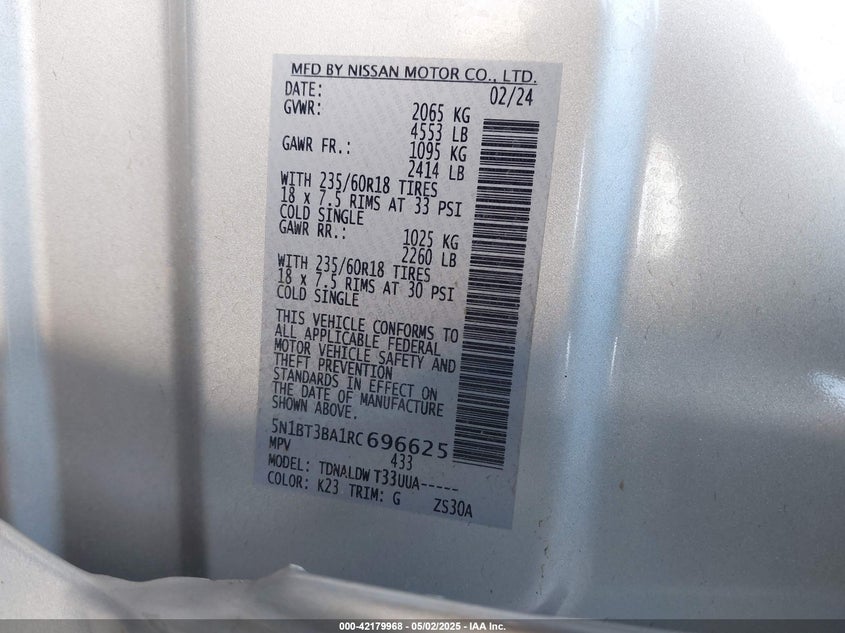 MFD BY NISSAN MOTOR CO., LTD.
DATE: 02/24
GVWR: 2065 KG
4553 LB
GAWR FR.: 1095 KG
2414 LB
WITH 235/60R18 TIRES
18 x 7.5 RIMS AT 33 PSI
COLD SINGLE
GAWR RR.: 1025 KG
2260 LB
WITH 235/60R18 TIRES
18 x 7.5 RIMS AT 30 PSI
COLD SINGLE
THIS VEHICLE CONFORMS TO
ALL APPLICABLE FEDERAL
MOTOR VEHICLE SAFETY AND
THEFT PREVENTION
STANDARDS IN EFFECT ON
THE DATE OF MANUFACTURE
SHOWN ABOVE.
5N1BT3BA1RC696625
MPV 433
MODEL: TDNALDW T33UUA-----
COLOR: K23 TRIM: G ZS30A
000-42179968 - 05/02/2025 - IAA Inc.